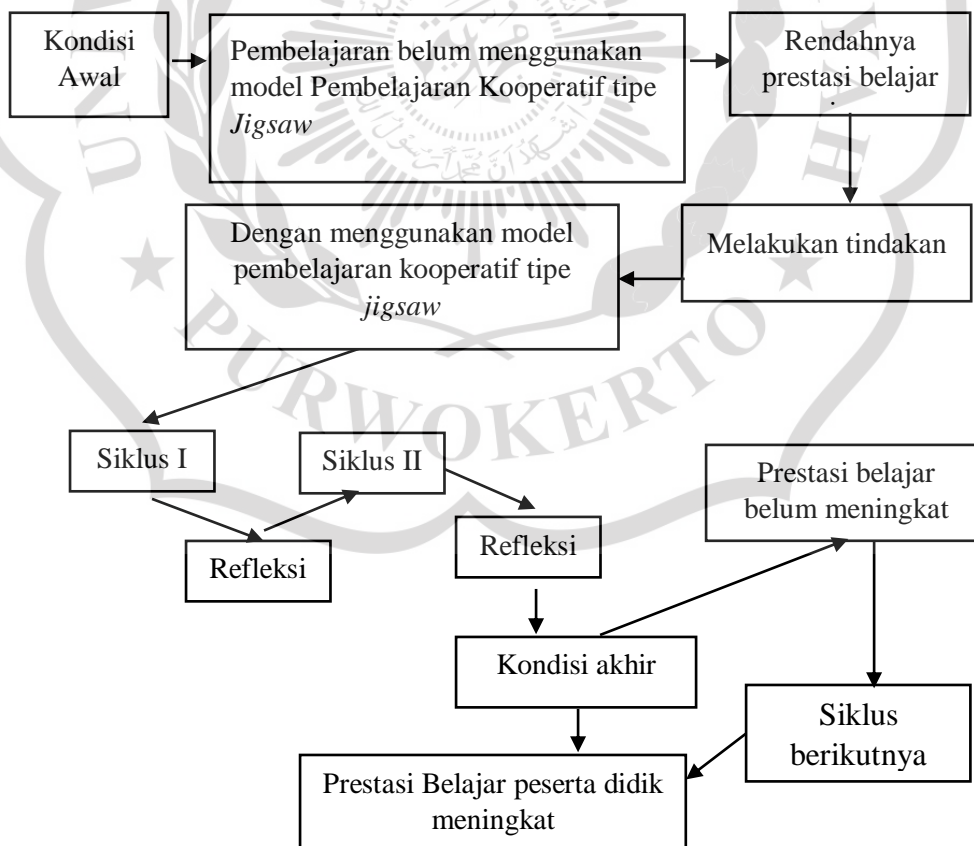 Kondisi
Awal
Pembelajaran belum menggunakan
model Pembelajaran Kooperatif tipe
Jigsaw
Rendahnya
prestasi belajar
.
Dengan menggunakan model
pembelajaran kooperatif tipe
jigsaw
Melakukan tindakan
PURWOKERTO
Siklus I
Siklus II
Prestasi belajar
belum meningkat
Refleksi
Refleksi
Kondisi akhir
Siklus
berikutnya
Prestasi Belajar peserta didik
meningkat